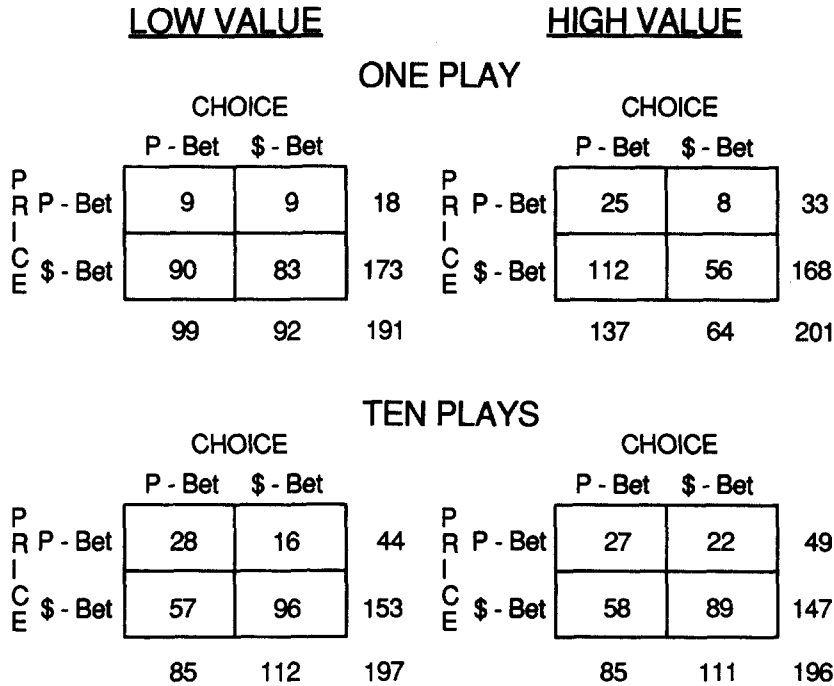 LOW VALUE HIGH VALUE
ONE PLAY
CHOICE CHOICE
P - Bet $ - Bet P - Bet $ - Bet
PRICE P - Bet 9 9 18 PRICE P - Bet 25 8 33
$ - Bet 90 83 173 $ - Bet 112 56 168
99 92 191 137 64 201
TEN PLAYS
CHOICE CHOICE
P - Bet $ - Bet P - Bet $ - Bet
PRICE P - Bet 28 16 44 PRICE P - Bet 27 22 49
$ - Bet 57 96 153 $ - Bet 58 89 147
85 112 197 85 111 196